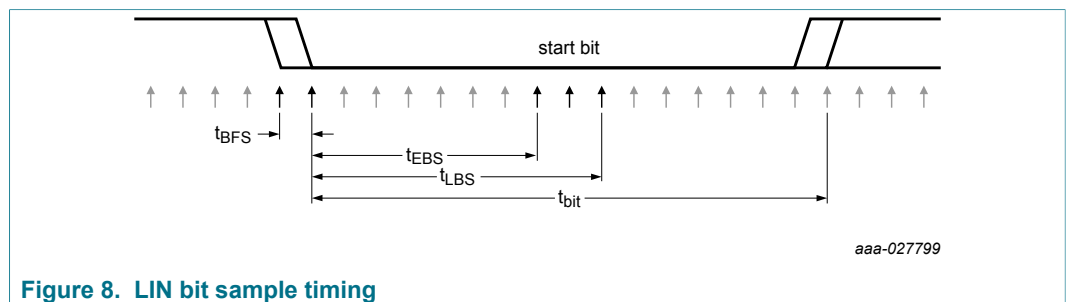 start bit
tBFS
tEBS
tLBS
tbit
aaa-027799
Figure 8. LIN bit sample timing